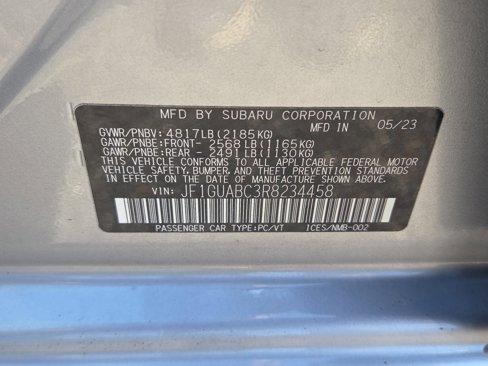 MFD BY SUBARU CORPORATION
GVWR/PNBV: 4817LB(2185KG) MFD IN 05/23
GAWR/PNBE:FRONT- 2568LB(1165KG)
GAWR/PNBE:REAR - 2491LB(1130KG)
THIS VEHICLE CONFORMS TO ALL APPLICABLE FEDERAL MOTOR
VEHICLE SAFETY, BUMPER, AND THEFT PREVENTION STANDARDS
IN EFFECT ON THE DATE OF MANUFACTURE SHOWN ABOVE.
VIN: JF1GUABC3R8234458
PASSENGER CAR TYPE:PC/VT ICES/NMB-002